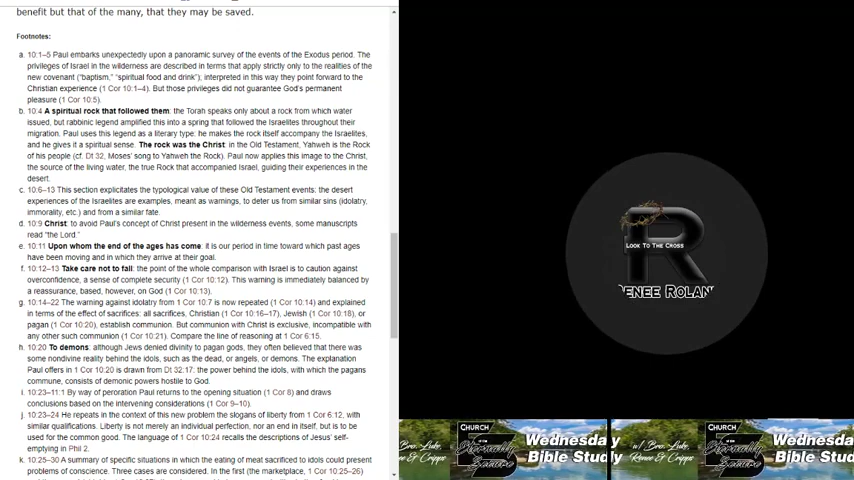 benefit but that of the many, that they may be saved.
Footnotes:
a. 10:1–5 Paul embarks unexpectedly upon a panoramic survey of the events of the Exodus period. The
privileges of Israel in the wilderness are described in terms that apply strictly only to the realities of the
new covenant (“baptism,” “spiritual food and drink”); interpreted in this way they point forward to the
Christian experience (1 Cor 10:1–4). But those privileges did not guarantee God’s permanent
pleasure (1 Cor 10:5).
b. 10:4 A spiritual rock that followed them: the Torah speaks only about a rock from which water
issued, but rabbinic legend amplified this into a spring that followed the Israelites throughout their
migration. Paul uses this legend as a literary type: he makes the rock itself accompany the Israelites,
and he gives it a spiritual sense. The rock was the Christ: in the Old Testament, Yahweh is the Rock
of his people (cf. Dt 32, Moses’ song to Yahweh the Rock). Paul now applies this image to the Christ,
the source of the living water, the true Rock that accompanied Israel, guiding their experiences in the
desert.
c. 10:6–13 This section explicitates the typological value of these Old Testament events: the desert
experiences of the Israelites are examples, meant as warnings, to deter us from similar sins (idolatry,
immorality, etc.) and from a similar fate.
d. 10:9 Christ: to avoid Paul’s concept of Christ present in the wilderness events, some manuscripts
read “the Lord.”
e. 10:11 Upon whom the end of the ages has come: it is our period in time toward which past ages
have been moving and in which they arrive at their goal.
f. 10:12–13 Take care not to fall: the point of the whole comparison with Israel is to caution against
overconfidence, a sense of complete security (1 Cor 10:12). This warning is immediately balanced by
a reassurance, based, however, on God (1 Cor 10:13).
g. 10:14–22 The warning against idolatry from 1 Cor 10:7 is now repeated (1 Cor 10:14) and explained
in terms of the effect of sacrifices: all sacrifices, Christian (1 Cor 10:16–17), Jewish (1 Cor 10:18), or
pagan (1 Cor 10:20), establish communion. But communion with Christ is exclusive, incompatible with
any other such communion (1 Cor 10:21). Compare the line of reasoning at 1 Cor 6:15.
h. 10:20 To demons: although Jews denied divinity to pagan gods, they often believed that there was
some nondivine reality behind the idols, such as the dead, or angels, or demons. The explanation
Paul offers in 1 Cor 10:20 is drawn from Dt 32:17: the power behind the idols, with which the pagans
commune, consists of demonic powers hostile to God.
i. 10:23–11:1 By way of peroration Paul returns to the opening situation (1 Cor 8) and draws
conclusions based on the intervening considerations (1 Cor 9–10).
j. 10:23–24 He repeats in the context of this new problem the slogans of liberty from 1 Cor 6:12, with
similar qualifications. Liberty is not merely an individual perfection, nor an end in itself, but is to be
used for the common good. The language of 1 Cor 10:24 recalls the descriptions of Jesus’ self-
emptying in Phil 2.
k. 10:25–30 A summary of specific situations in which the eating of meat sacrificed to idols could present
problems of conscience. Three cases are considered. In the first (the marketplace, 1 Cor 10:25–26)
R
LOOK TO THE CROSS
RENEE ROLAND
Bro. Luke,
Renee & Cripps
CHURCH
OF THE
Eternally
Secure
Wednesday
Bible Study
w/ Bro. Luke,
Renee & Cripps
CHURCH
OF THE
Eternally
Secure
Wednesday
Bible Study